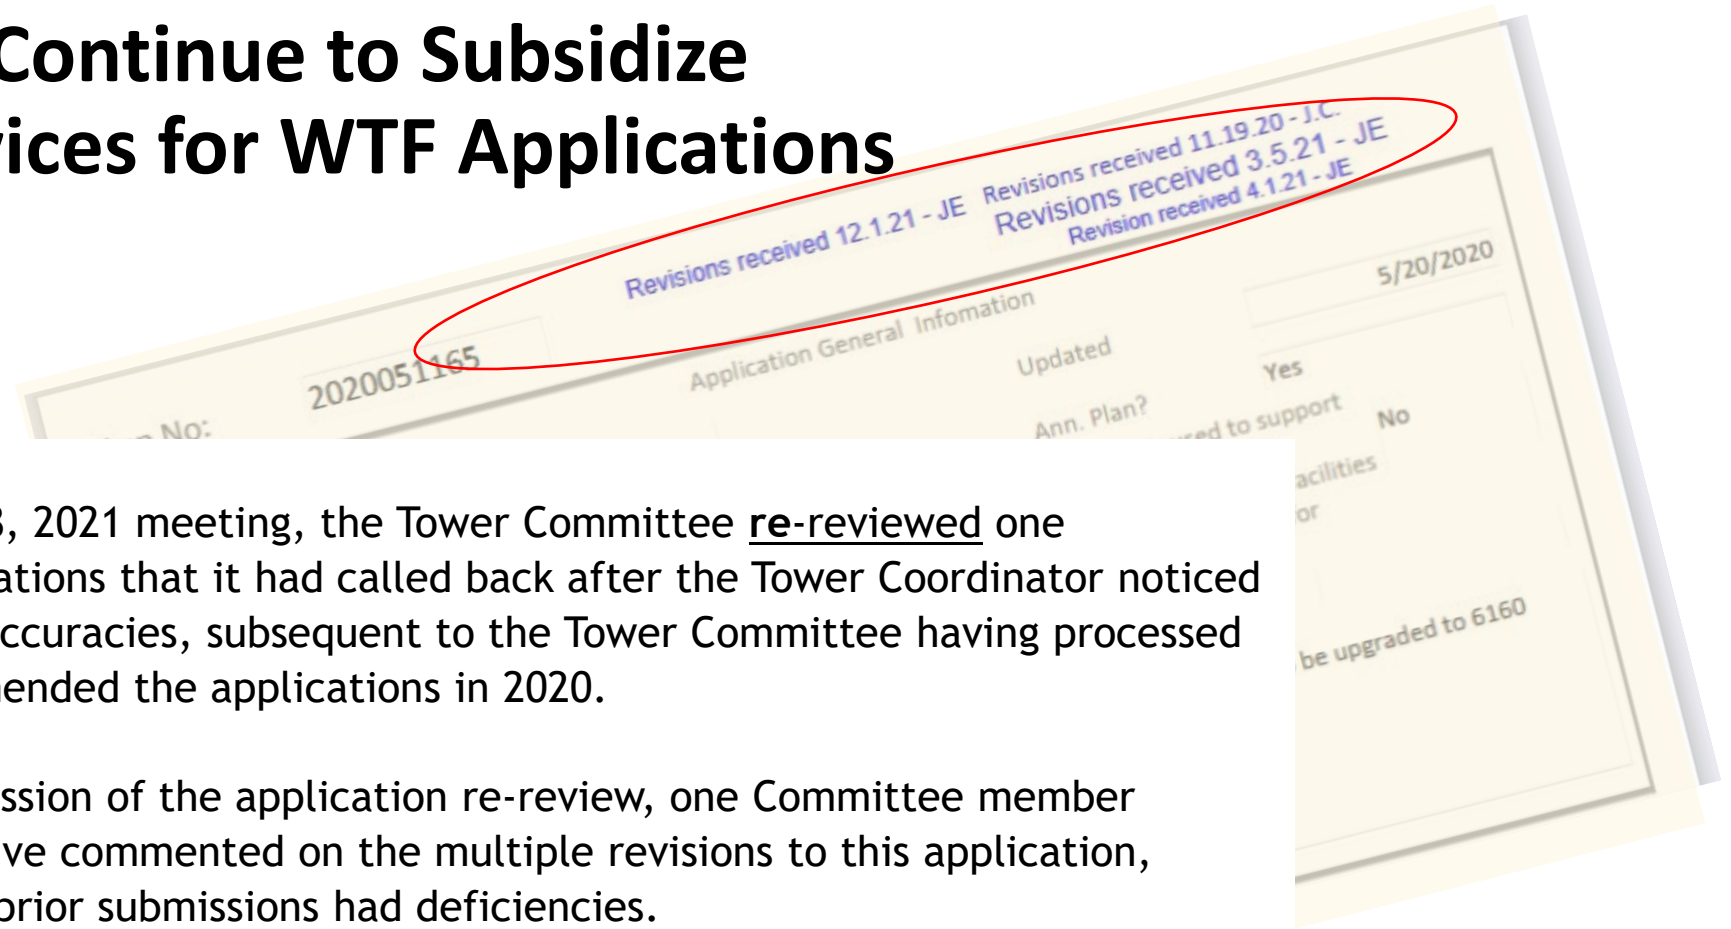 Continue to Subsidize
ices for WTF Applications
Revisions received 11.19.20 - J.C.
Revisions received 12.1.21 - JE
Revisions received 3.5.21 - JE
Revision received 4.1.21 - JE
No:
2020051165
Application General Infomation
Updated
5/20/2020
Ann. Plan?
Yes
to support
No
acilities
or
be upgraded to 6160
, 2021 meeting, the Tower Committee re-reviewed one
ations that it had called back after the Tower Coordinator noticed
ccuracies, subsequent to the Tower Committee having processed
ended the applications in 2020.
ssion of the application re-review, one Committee member
ve commented on the multiple revisions to this application,
prior submissions had deficiencies.